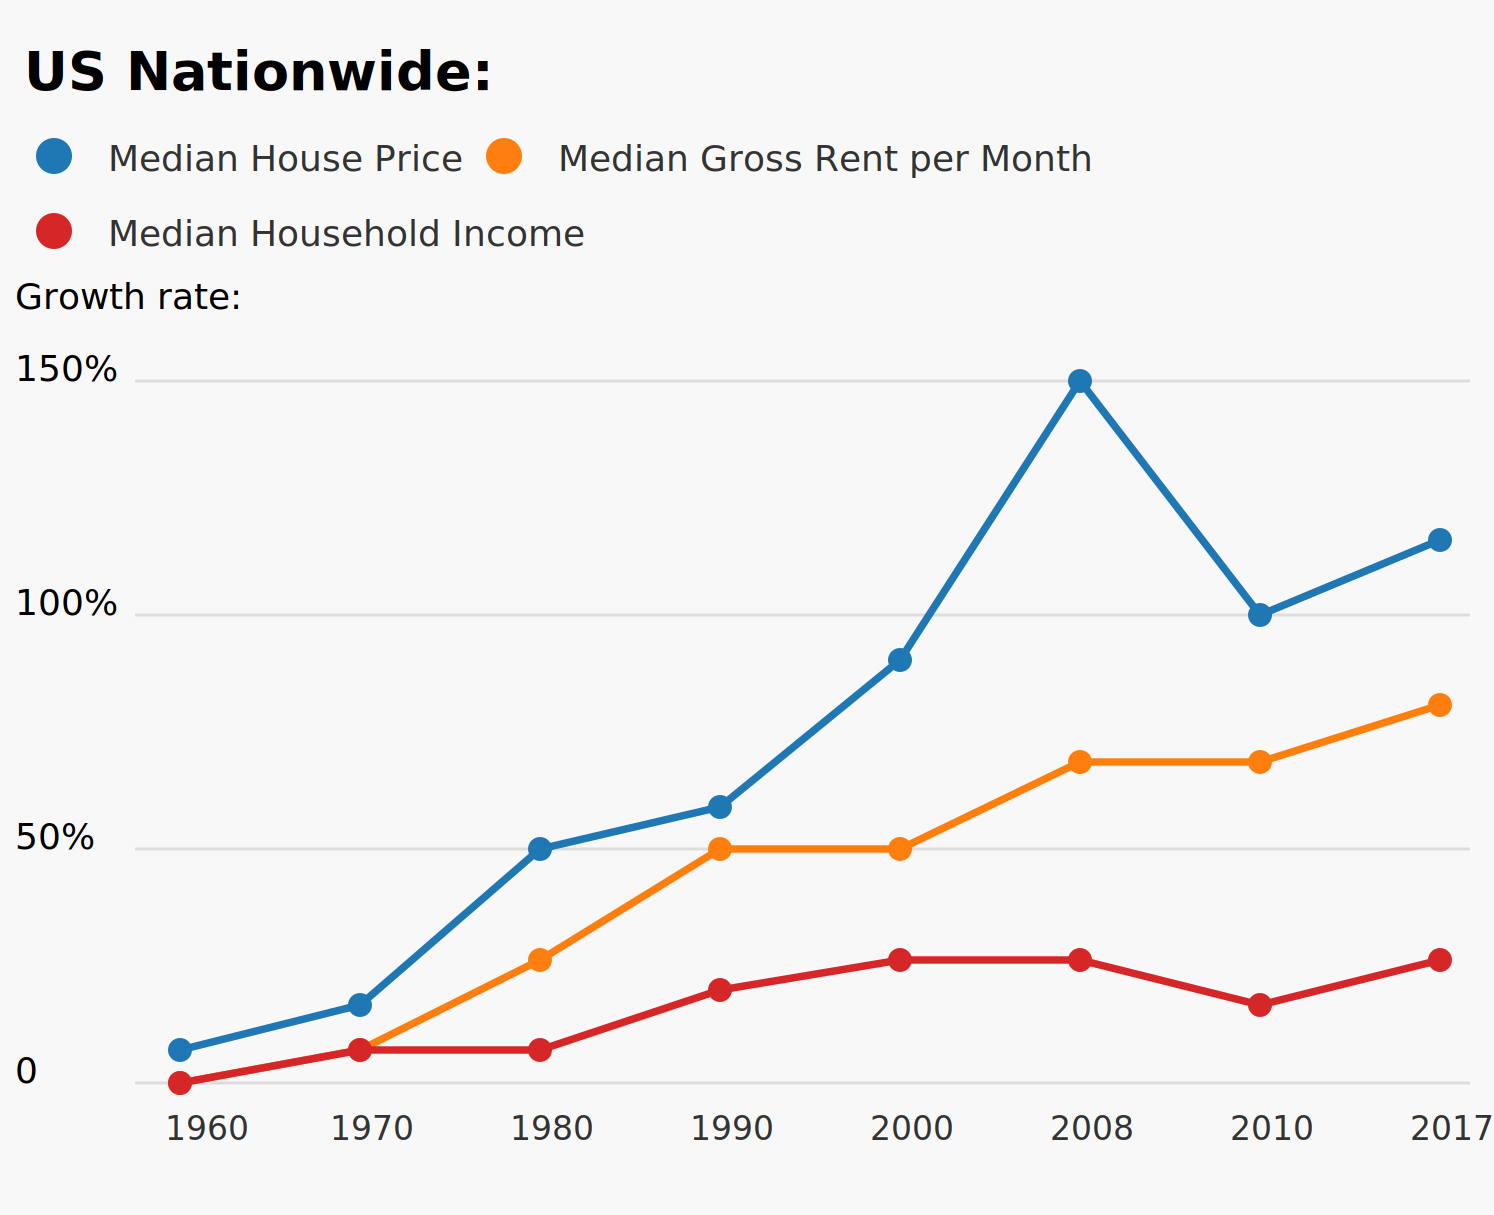 US Nationwide:
Median House Price Median Gross Rent per Month
Median Household Income
Growth rate:
150%
100%
50%
0
1960 1970 1980 1990 2000 2008 2010 2017